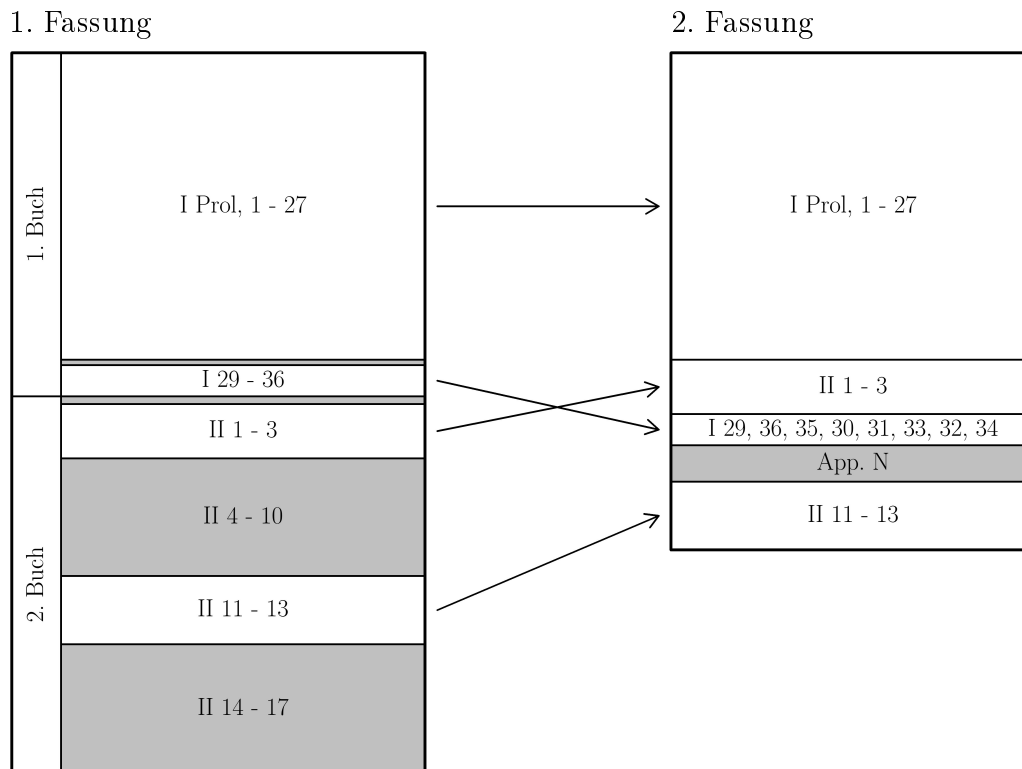 1. Fassung
2. Fassung
1. Buch
I Prol, 1 - 27
I 29 - 36
2. Buch
II 1 - 3
II 4 - 10
II 11 - 13
II 14 - 17
I Prol, 1 - 27
II 1 - 3
I 29, 36, 35, 30, 31, 33, 32, 34
App. N
II 11 - 13